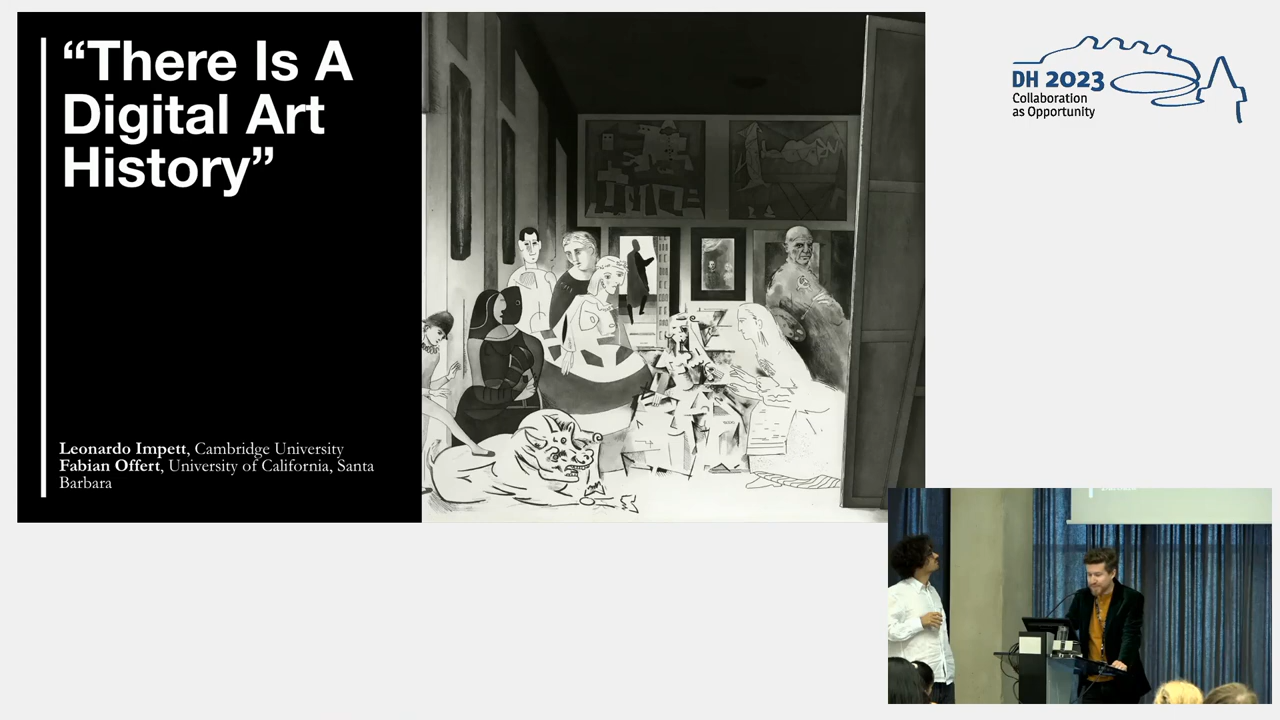 “There Is A
Digital Art
History”
Leonardo Impett, Cambridge University
Fabian Offert, University of California, Santa
Barbara
DH 2023
Collaboration
as Opportunity